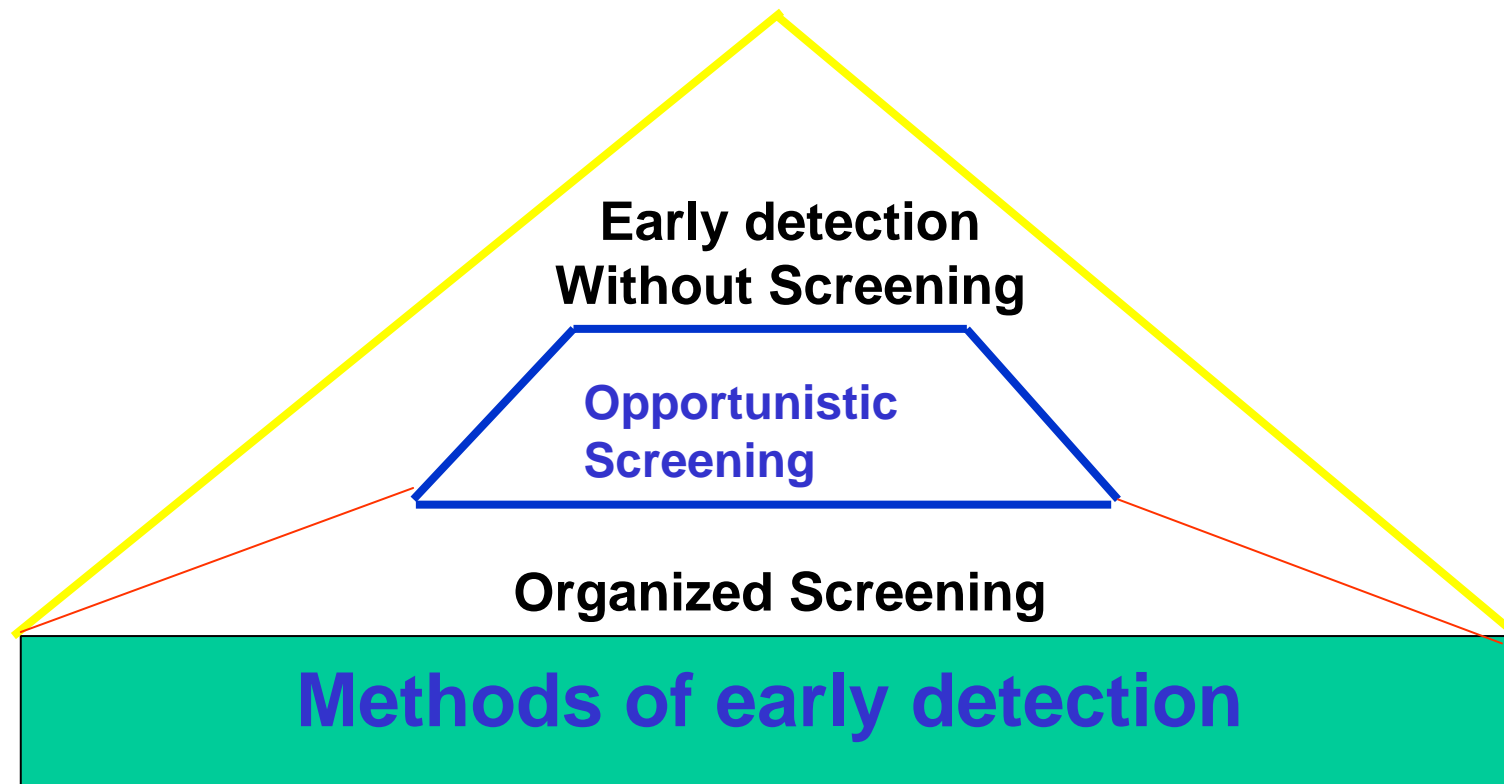 Early detection
Without Screening
Opportunistic
Screening
Organized Screening
Methods of early detection